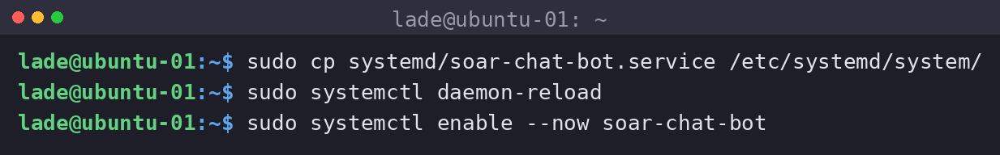 lade@ubuntu-01: ~
lade@ubuntu-01:~$ sudo cp systemd/soar-chat-bot.service /etc/systemd/system/
lade@ubuntu-01:~$ sudo systemctl daemon-reload
lade@ubuntu-01:~$ sudo systemctl enable --now soar-chat-bot